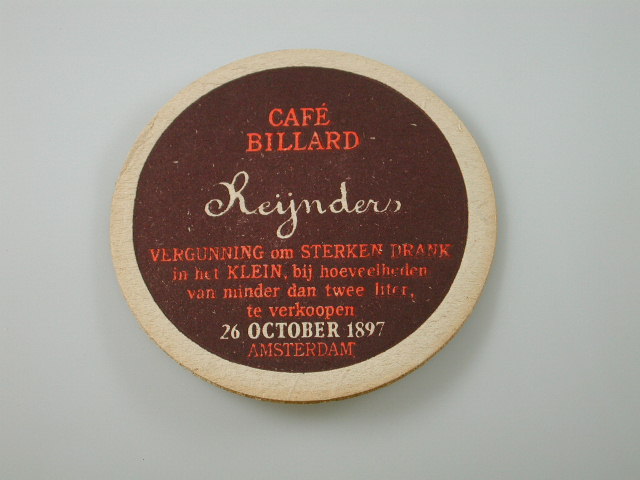 CAFÉ
BILLARD
Reijnders
VERGUNNING om STERKEN DRANK
in het KLEIN, bij hoeveelheden
van minder dan twee liter,
te verkoopen
26 OCTOBER 1897
AMSTERDAM